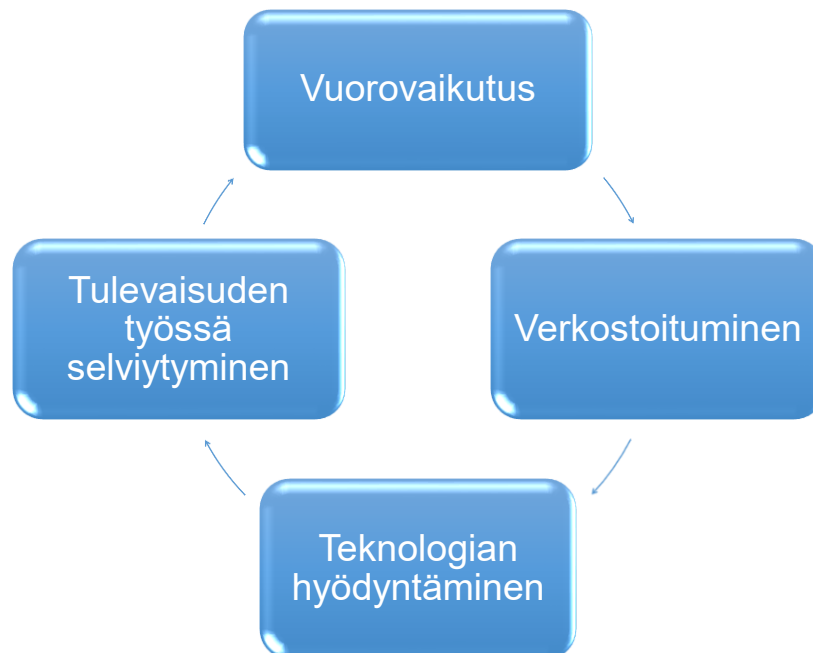 Vuorovaikutus
Tulevaisuden
työssä
selviytyminen
Verkostoituminen
Teknologian
hyödyntäminen